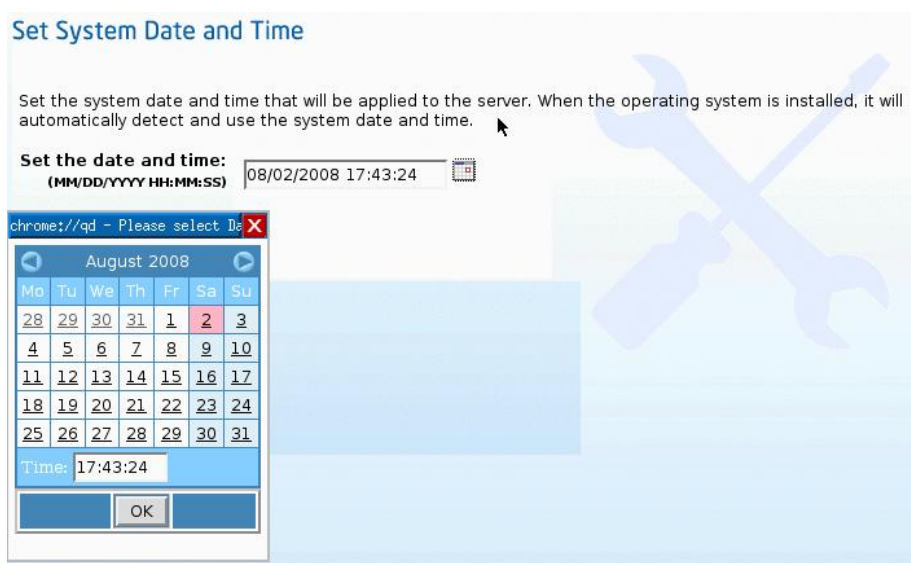 Set System Date and Time
Set the system date and time that will be applied to the server. When the operating system is installed, it will
automatically detect and use the system date and time.
Set the date and time:
(MM/DD/YYYY HH:MM:SS)
08/02/2008 17:43:24
chrome://qd - Please select Da X
August 2008
Mo Tu We Th Fr Sa Su
28 29 30 31 1 2 3
4 5 6 7 8 9 10
11 12 13 14 15 16 17
18 19 20 21 22 23 24
25 26 27 28 29 30 31
Time: 17:43:24
OK